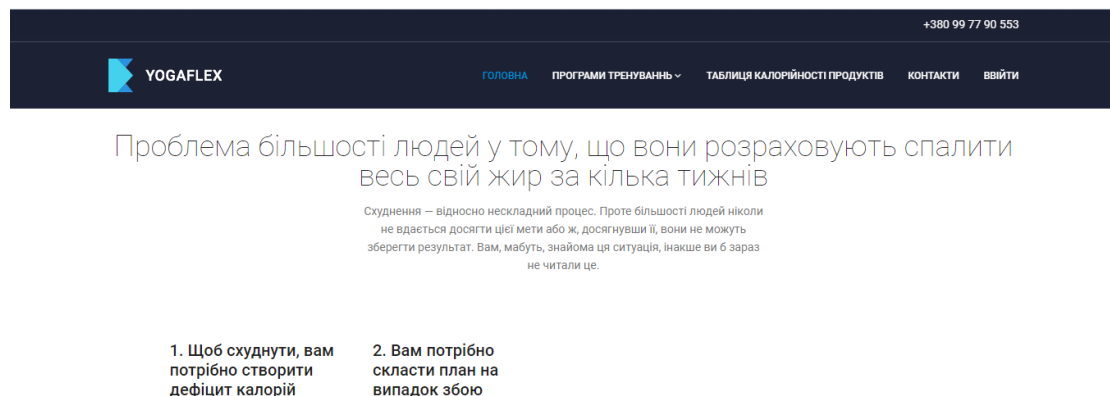 +380 99 77 90 553
YOGAFLEX
ГОЛОВНА ПРОГРАМИ ТРЕНУВАННЬ ТАБЛИЦЯ КАЛОРІЙНОСТІ ПРОДУКТІВ КОНТАКТИ ВВІЙТИ
Проблема більшості людей у тому, що вони розраховують спалити
весь свій жир за кілька тижнів
Схуднення — відносно нескладний процес. Проте більшості людей ніколи
не вдається досягти цієї мети або ж, досягнувши її, вони не можуть
зберегти результат. Вам, мабуть, знайома ця ситуація, інакше ви б зараз
не читали це.
1. Щоб схуднути, вам
потрібно створити
дефіцит калорій
2. Вам потрібно
скласти план на
випадок збою